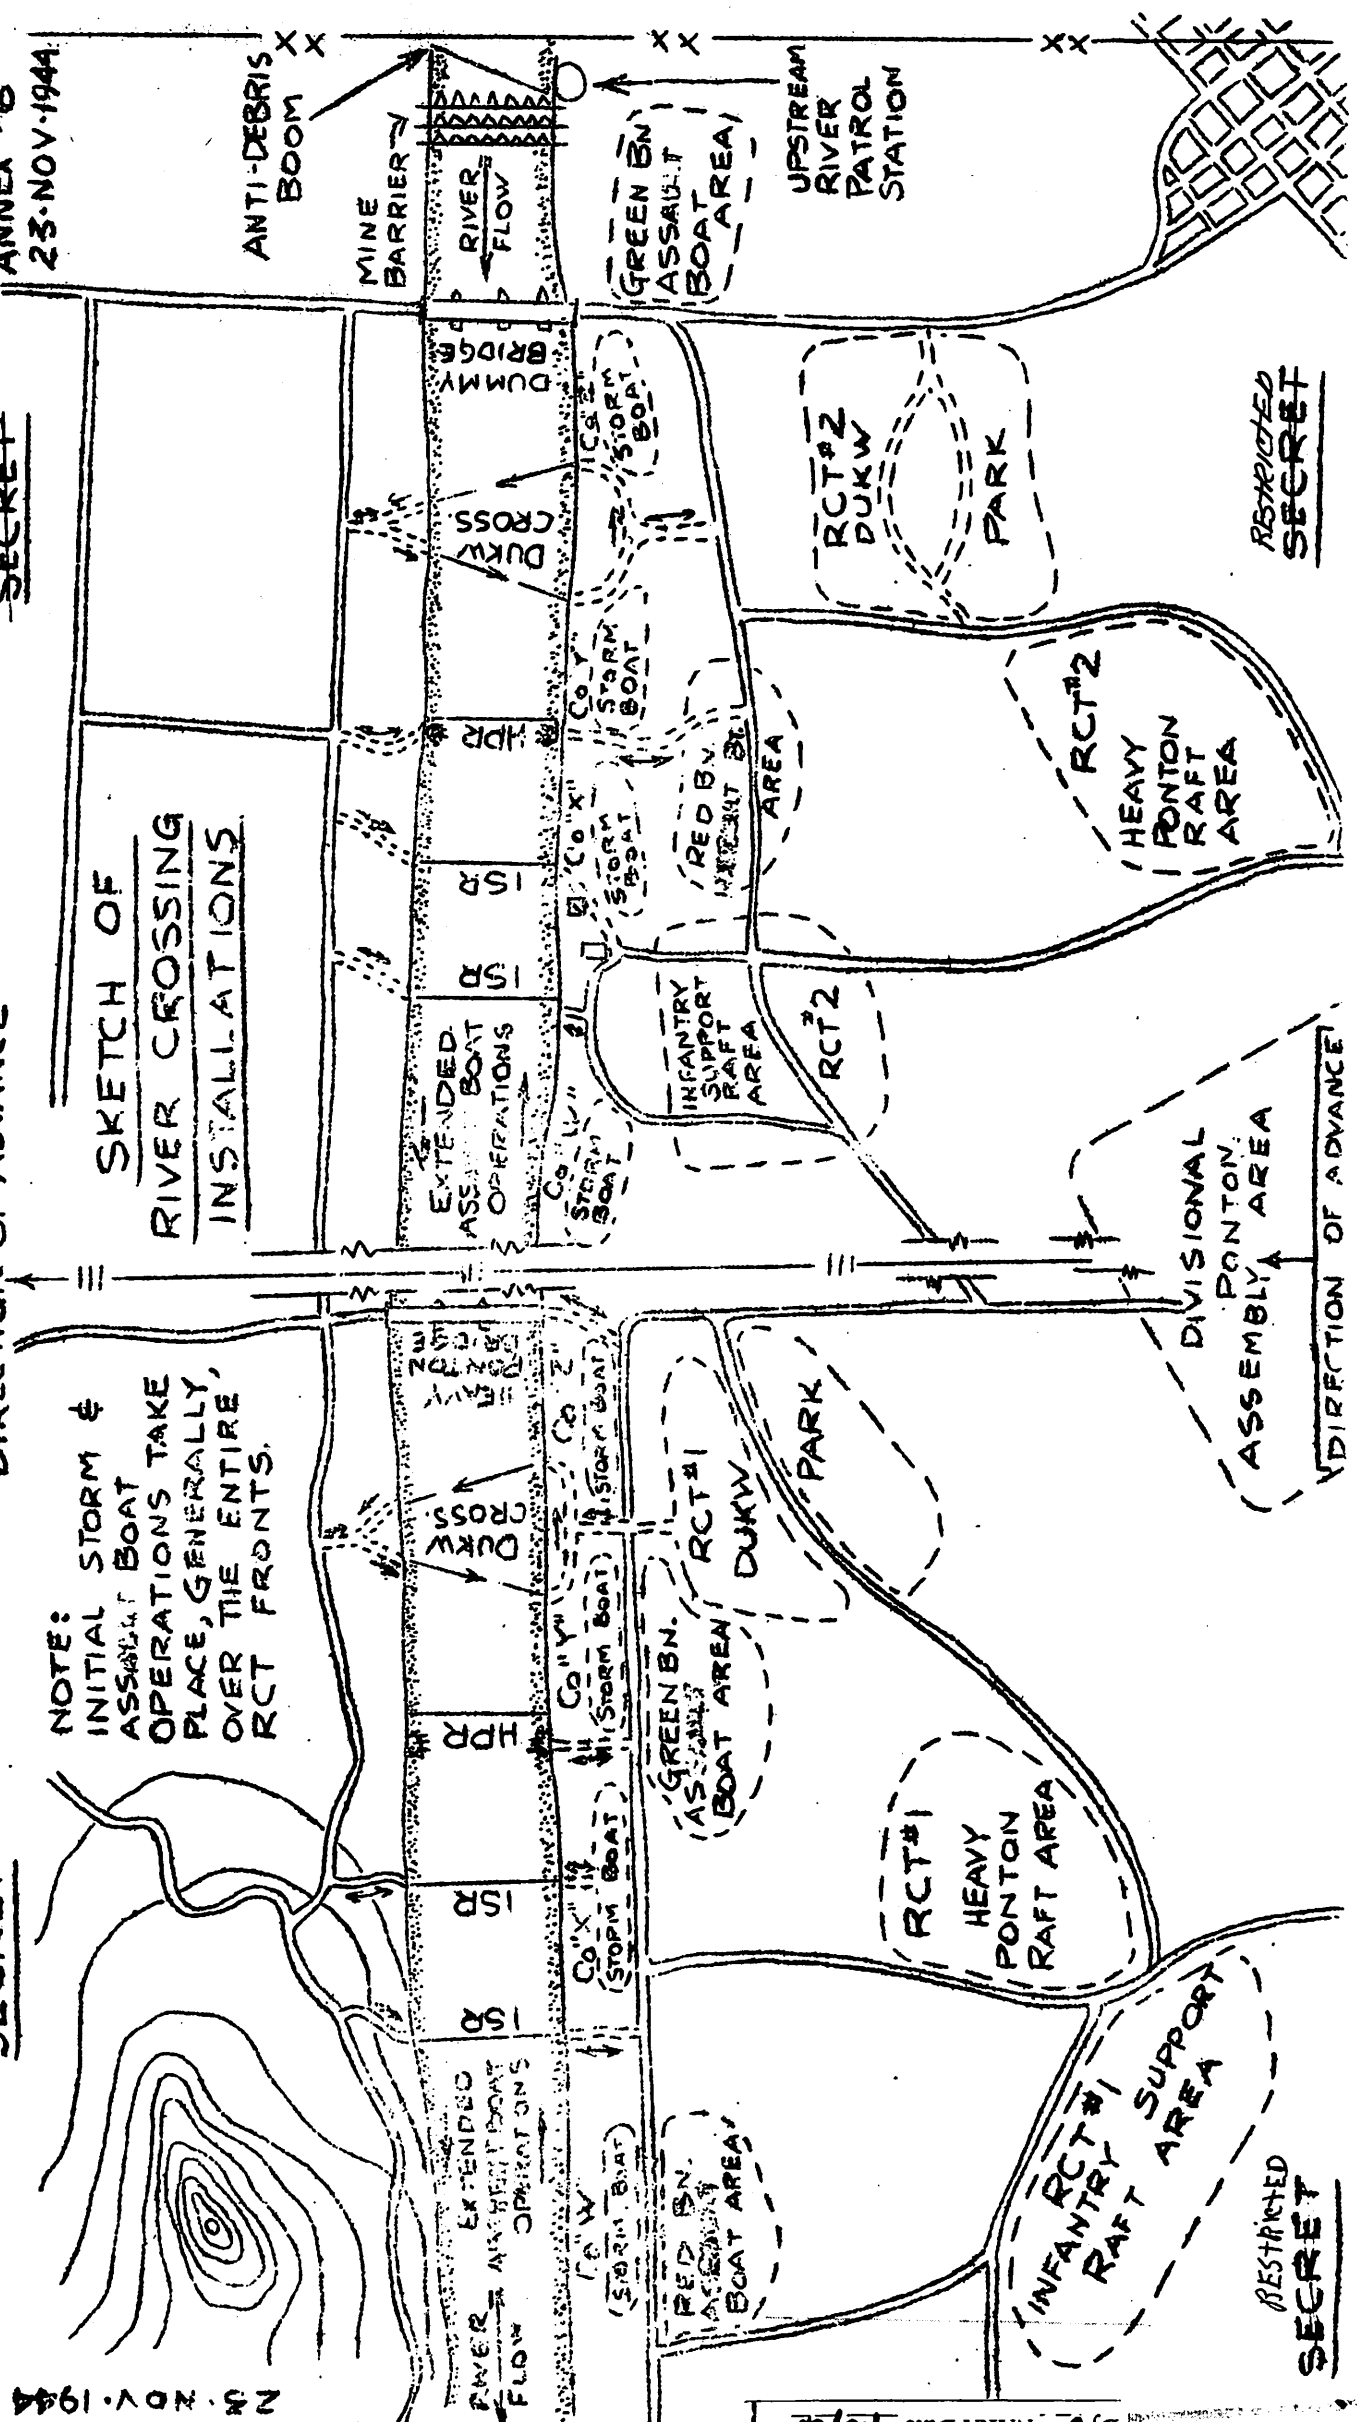 ANNEX
23·NOV·1944
SECRET
DIRECTION OF ADVANCE
SKETCH OF
RIVER CROSSING
INSTALLATIONS
NOTE:
INITIAL STORM &
ASSAULT BOAT
OPERATIONS TAKE
PLACE, GENERALLY,
OVER THE ENTIRE,
RCT FRONTS.
23·NOV·1944
ANTI-DEBRIS
BOOM
MINE
BARRIER
RIVER
FLOW
XX
XX
XX
UPSTREAM
RIVER
PATROL
STATION
GREEN BN
ASSAULT
BOAT
AREA
DUMMY
BRIDGE
Co "Z"
STORM
BOAT
DUKW
CROSS
Co "Y"
STORM
BOAT
HPR
Co "X"
STORM
BOAT
RED BN.
AREA
ISR
ISR
EXTENDED
ASSAULT BOAT
OPERATIONS
Co "W"
STORM
BOAT
INFANTRY
SUPPORT
RAFT
AREA
RCT #2
RCT #2
DUKW
PARK
RCT #2
HEAVY
PONTON
RAFT
AREA
RESTRICTED
SECRET
III
III
DIVISIONAL
PONTON
ASSEMBLY AREA
DIRECTION OF ADVANCE
HEAVY
Co "Z"
STORM BOAT
DUKW
CROSS
Co "Y"
STORM BOAT
HPR
Co "X"
STORM BOAT
ISR
ISR
EXTENDED
ASSAULT BOAT
OPERATIONS
RIVER
FLOW
Co "W"
STORM BOAT
RED BN.
ASSAULT
BOAT AREA
GREEN BN.
ASSAULT
BOAT AREA
RCT #1
DUKW
PARK
RCT #1
HEAVY
PONTON
RAFT AREA
RCT #1
INFANTRY SUPPORT
RAFT AREA
RESTRICTED
SECRET